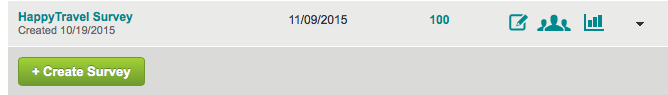 HappyTravel Survey 11/09/2015 100
Created 10/19/2015
+ Create Survey